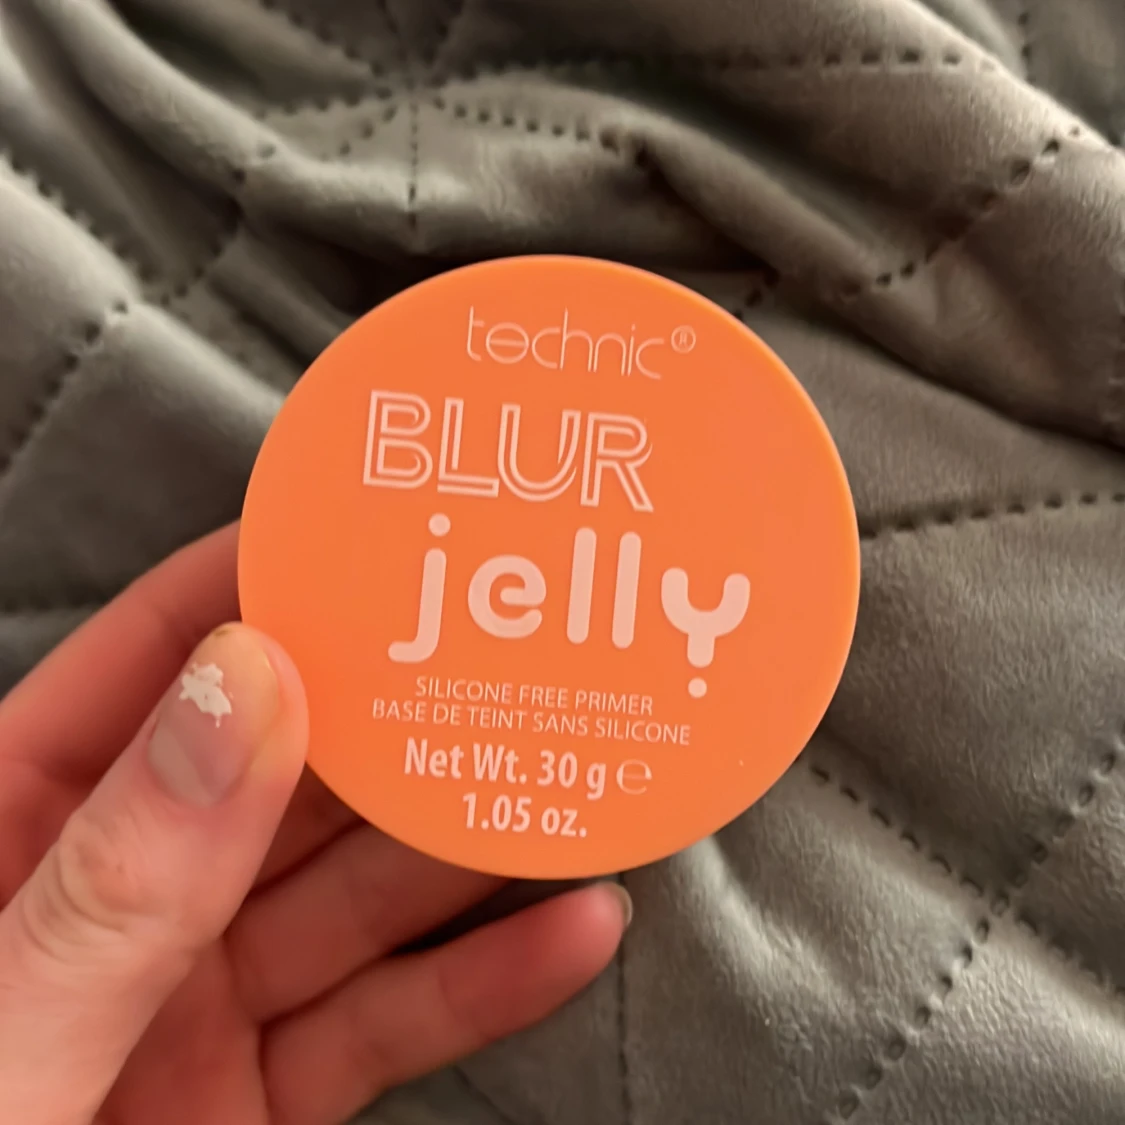 technic®
BLUR
jelly
SILICONE FREE PRIMER
BASE DE TEINT SANS SILICONE
Net Wt. 30 g ℮
1.05 oz.